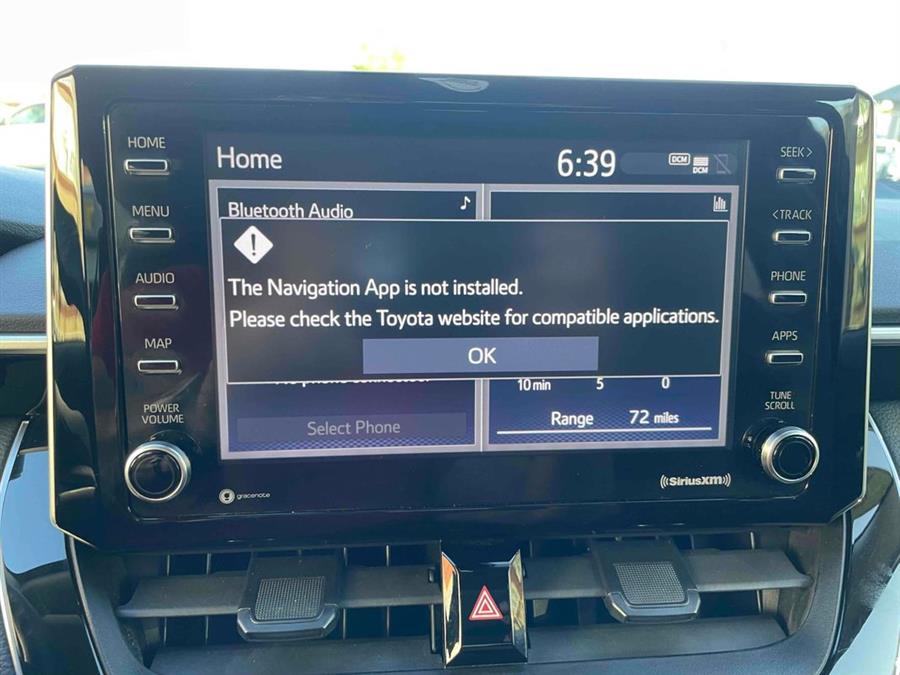 HOME
MENU
AUDIO
MAP
POWER
VOLUME
Home
6:39
DCM
DCM
Bluetooth Audio
!
The Navigation App is not installed.
Please check the Toyota website for compatible applications.
OK
10 min 5 0
Select Phone
Range 72 miles
gracenote
((SiriusXM))
SEEK >
< TRACK
PHONE
APPS
TUNE
SCROLL